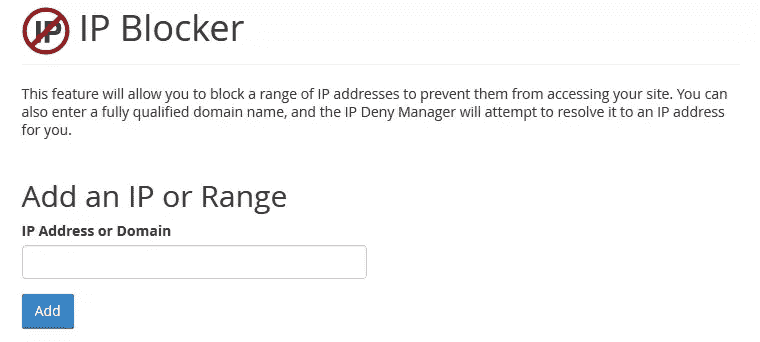 IP IP Blocker
This feature will allow you to block a range of IP addresses to prevent them from accessing your site. You can
also enter a fully qualified domain name, and the IP Deny Manager will attempt to resolve it to an IP address
for you.
Add an IP or Range
IP Address or Domain
Add